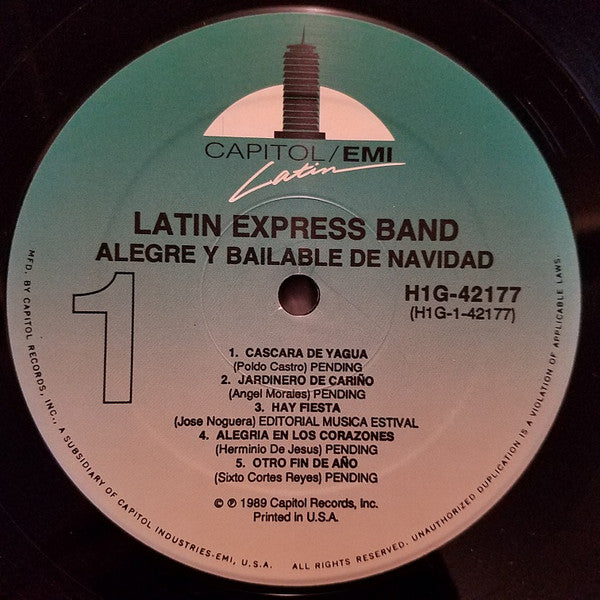 CAPITOL/EMI
Latin
LATIN EXPRESS BAND
ALEGRE Y BAILABLE DE NAVIDAD
1
H1G-42177
(H1G-1-42177)
1. CASCARA DE YAGUA
(Poldo Castro) PENDING
2. JARDINERO DE CARIÑO
(Angel Morales) PENDING
3. HAY FIESTA
(Jose Noguera) EDITORIAL MUSICA ESTIVAL
4. ALEGRIA EN LOS CORAZONES
(Herminio De Jesus) PENDING
5. OTRO FIN DE AÑO
(Sixto Cortes Reyes) PENDING
© ℗ 1989 Capitol Records, Inc.
Printed in U.S.A.
MFD. BY CAPITOL RECORDS, INC., A SUBSIDIARY OF CAPITOL INDUSTRIES-EMI, U.S.A. ALL RIGHTS RESERVED. UNAUTHORIZED DUPLICATION IS A VIOLATION OF APPLICABLE LAWS.